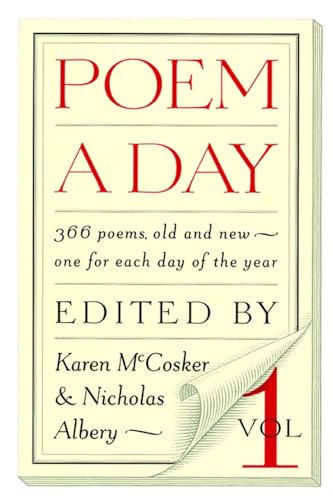 POEM
A DAY
366 poems, old and new ~
one for each day of the year
EDITED BY
Karen McCosker
& Nicholas
Albery ~
VOL
1